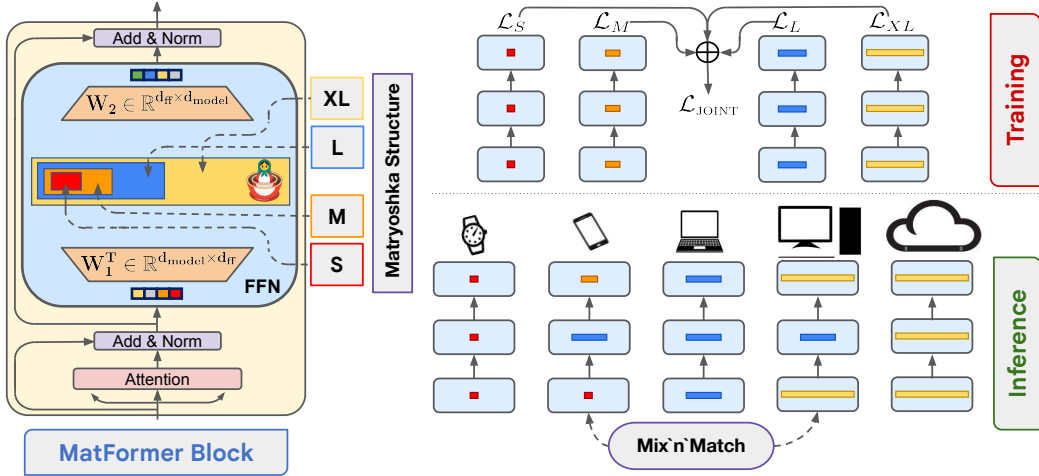 Add & Norm
W₂ ∈ ℝ^{d_ff × d_model}
W₁ᵀ ∈ ℝ^{d_model × d_ff}
FFN
Add & Norm
Attention
MatFormer Block
XL
L
M
S
Matryoshka Structure
ℒ_S
ℒ_M
ℒ_L
ℒ_XL
ℒ_JOINT
Training
Inference
Mix`n`Match